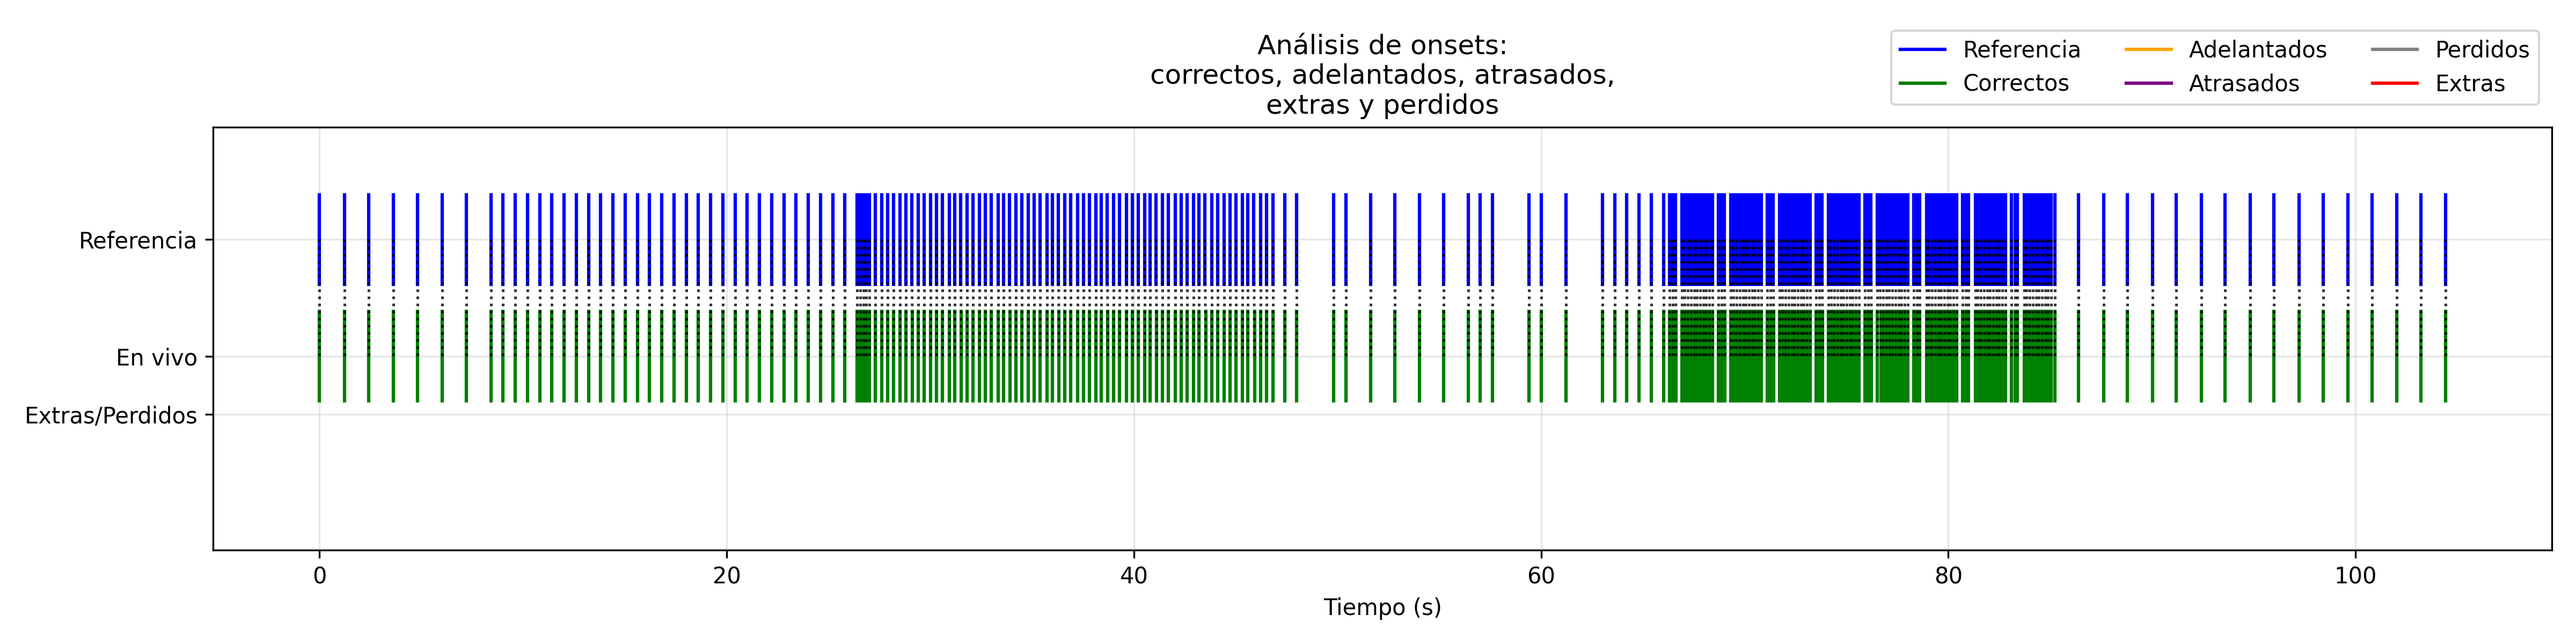 Análisis de onsets:
correctos, adelantados, atrasados,
extras y perdidos
Referencia
Adelantados
Perdidos
Correctos
Atrasados
Extras
Referencia
En vivo
Extras/Perdidos
0
20
40
60
80
100
Tiempo (s)